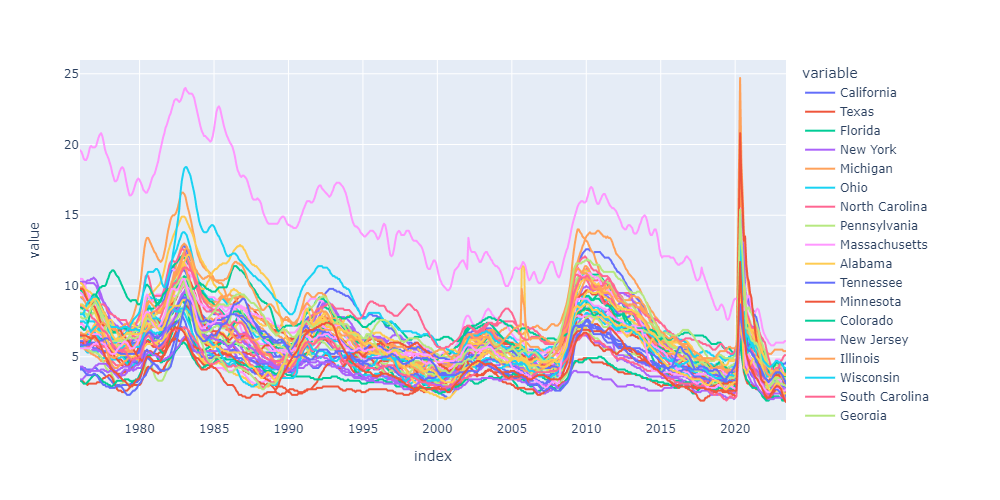 25
20
15
10
5
value
1980
1985
1990
1995
2000
2005
2010
2015
2020
index
variable
California
Texas
Florida
New York
Michigan
Ohio
North Carolina
Pennsylvania
Massachusetts
Alabama
Tennessee
Minnesota
Colorado
New Jersey
Illinois
Wisconsin
South Carolina
Georgia